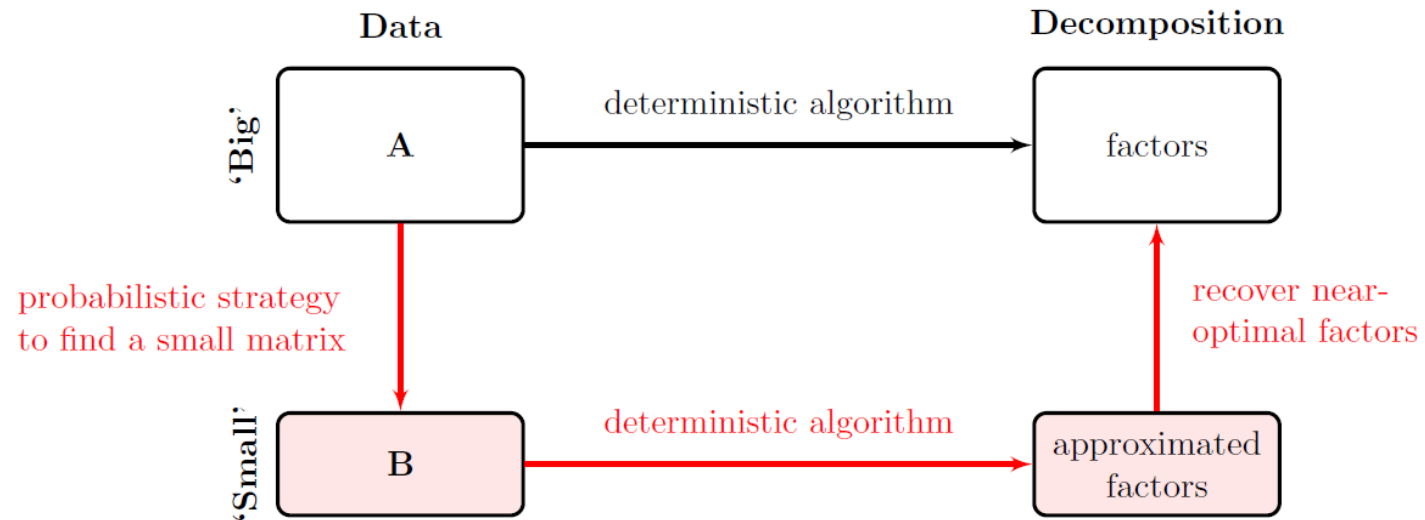 Data
Decomposition
‘Big’
A
deterministic algorithm
factors
probabilistic strategy
to find a small matrix
recover near-
optimal factors
‘Small’
B
deterministic algorithm
approximated
factors